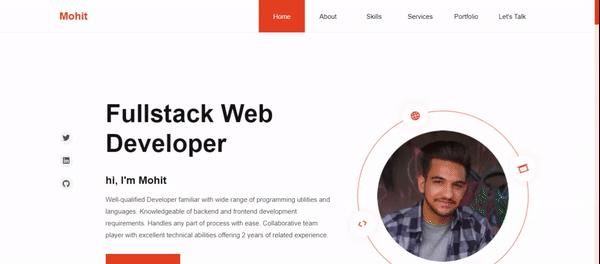 Mohit
Home
About
Skills
Services
Portfolio
Let's Talk
Fullstack Web
Developer
hi, I'm Mohit
Well-qualified Developer familiar with wide range of programming utilities and
languages. Knowledgeable of backend and frontend development
requirements. Handles any part of process with ease. Collaborative team
player with excellent technical abilities offering 2 years of related experience.